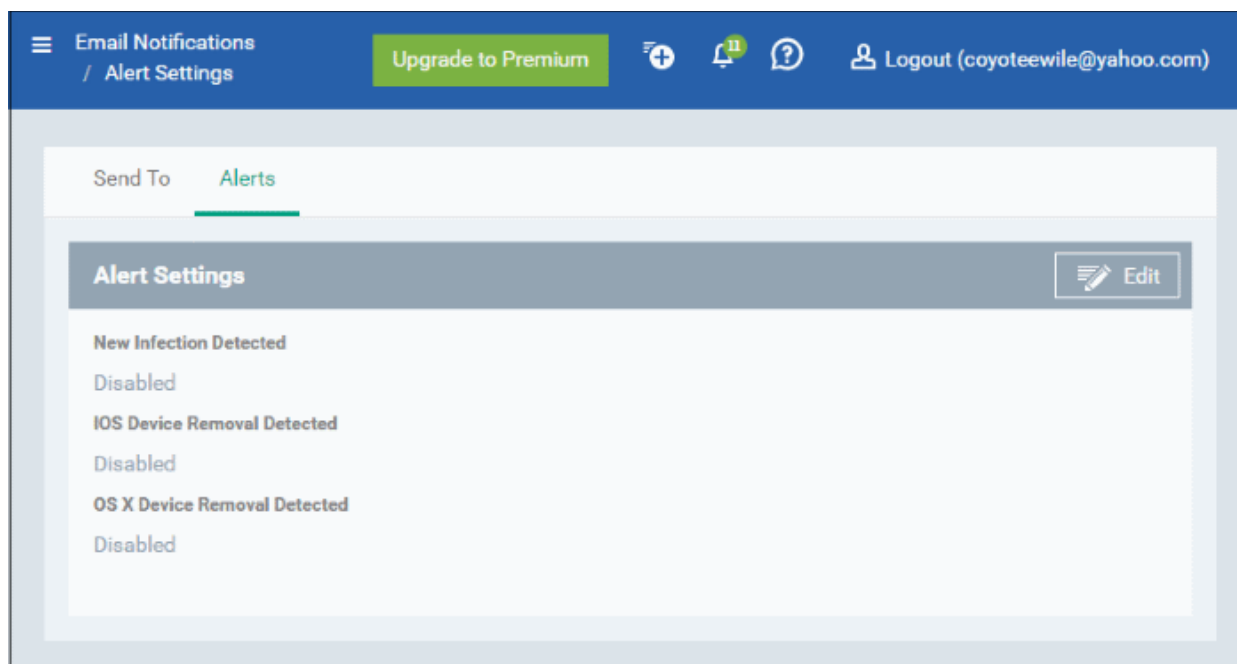 Email Notifications
/ Alert Settings
Upgrade to Premium
11
Logout (coyoteewile@yahoo.com)
Send To
Alerts
Alert Settings
Edit
New Infection Detected
Disabled
IOS Device Removal Detected
Disabled
OS X Device Removal Detected
Disabled